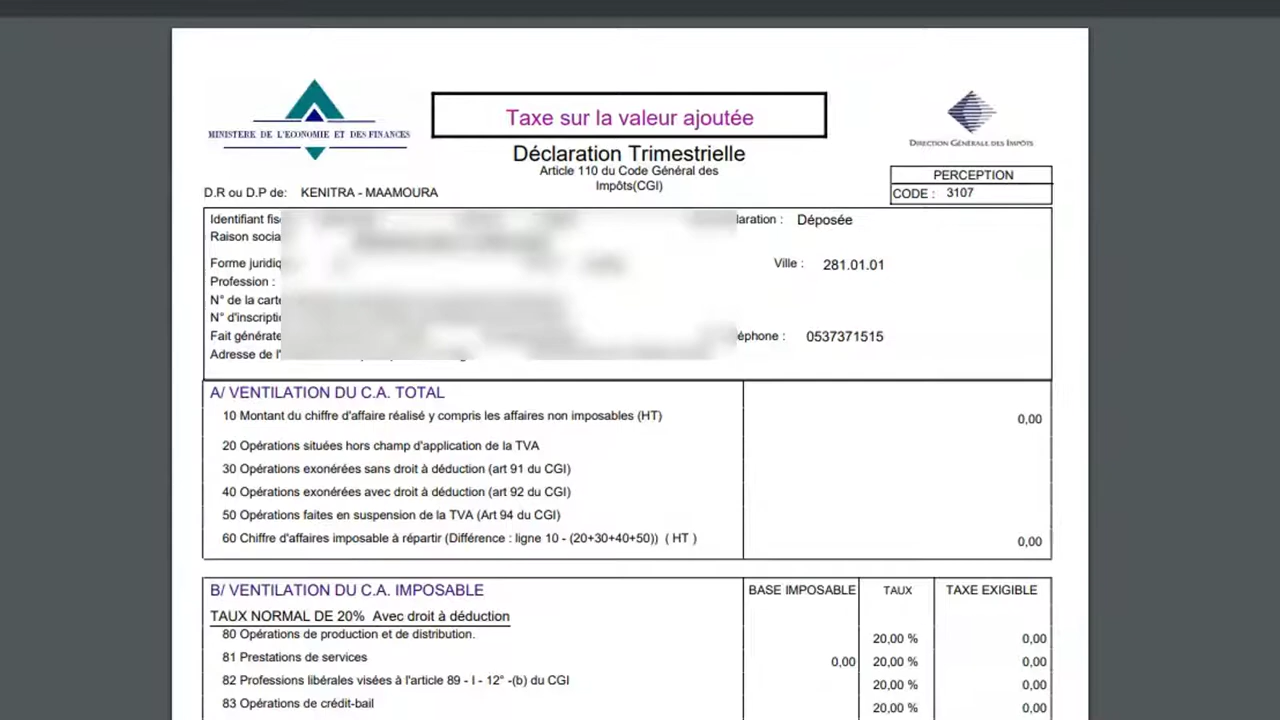 MINISTERE DE L'ECONOMIE ET DES FINANCES
Taxe sur la valeur ajoutée
DIRECTION GÉNÉRALE DES IMPÔTS
Déclaration Trimestrielle
Article 110 du Code Général des
Impôts(CGI)
PERCEPTION
D.R ou D.P de: KENITRA - MAAMOURA
CODE : 3107
Identifiant fis
laration : Déposée
Raison socia
Forme juridiq
Ville : 281.01.01
Profession :
N° de la carte
N° d'inscripti
Fait générate
éphone : 0537371515
Adresse de l'
A/ VENTILATION DU C.A. TOTAL
10 Montant du chiffre d'affaire réalisé y compris les affaires non imposables (HT) 0,00
20 Opérations situées hors champ d'application de la TVA
30 Opérations exonérées sans droit à déduction (art 91 du CGI)
40 Opérations exonérées avec droit à déduction (art 92 du CGI)
50 Opérations faites en suspension de la TVA (Art 94 du CGI)
60 Chiffre d'affaires imposable à répartir (Différence : ligne 10 - (20+30+40+50)) ( HT ) 0,00
B/ VENTILATION DU C.A. IMPOSABLE BASE IMPOSABLE TAUX TAXE EXIGIBLE
TAUX NORMAL DE 20% Avec droit à déduction
80 Opérations de production et de distribution. 20,00 % 0,00
81 Prestations de services 0,00 20,00 % 0,00
82 Professions libérales visées à l'article 89 - I - 12° -(b) du CGI 20,00 % 0,00
83 Opérations de crédit-bail 20,00 % 0,00